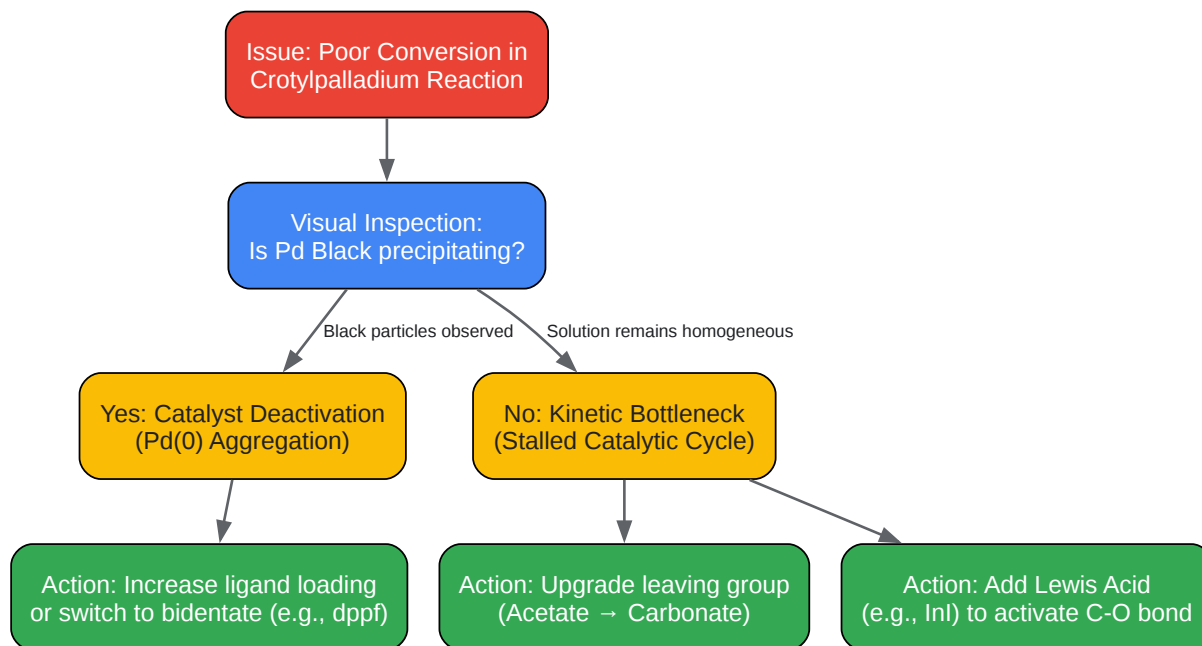 Issue: Poor Conversion in
Crotylpalladium Reaction
Visual Inspection:
Is Pd Black precipitating?
Black particles observed
Solution remains homogeneous
Yes: Catalyst Deactivation
(Pd(0) Aggregation)
No: Kinetic Bottleneck
(Stalled Catalytic Cycle)
Action: Increase ligand loading
or switch to bidentate (e.g., dppf)
Action: Upgrade leaving group
(Acetate → Carbonate)
Action: Add Lewis Acid
(e.g., InI) to activate C-O bond